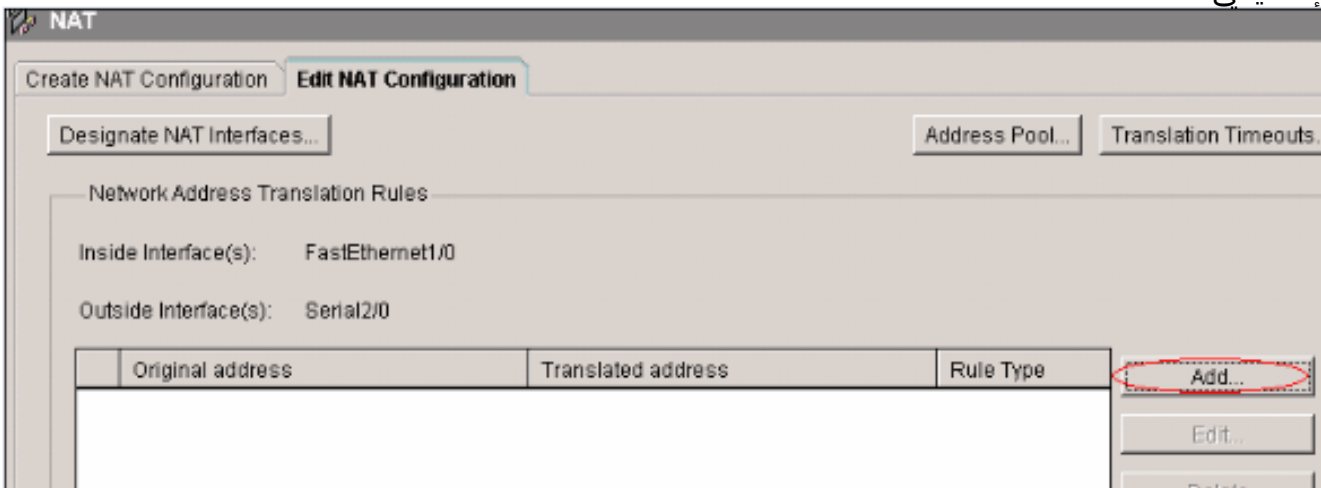 NAT
Create NAT Configuration Edit NAT Configuration
Designate NAT Interfaces... Address Pool... Translation Timeouts.
Network Address Translation Rules
Inside Interface(s): FastEthernet1/0
Outside Interface(s): Serial2/0
Original address Translated address Rule Type Add...
Edit...